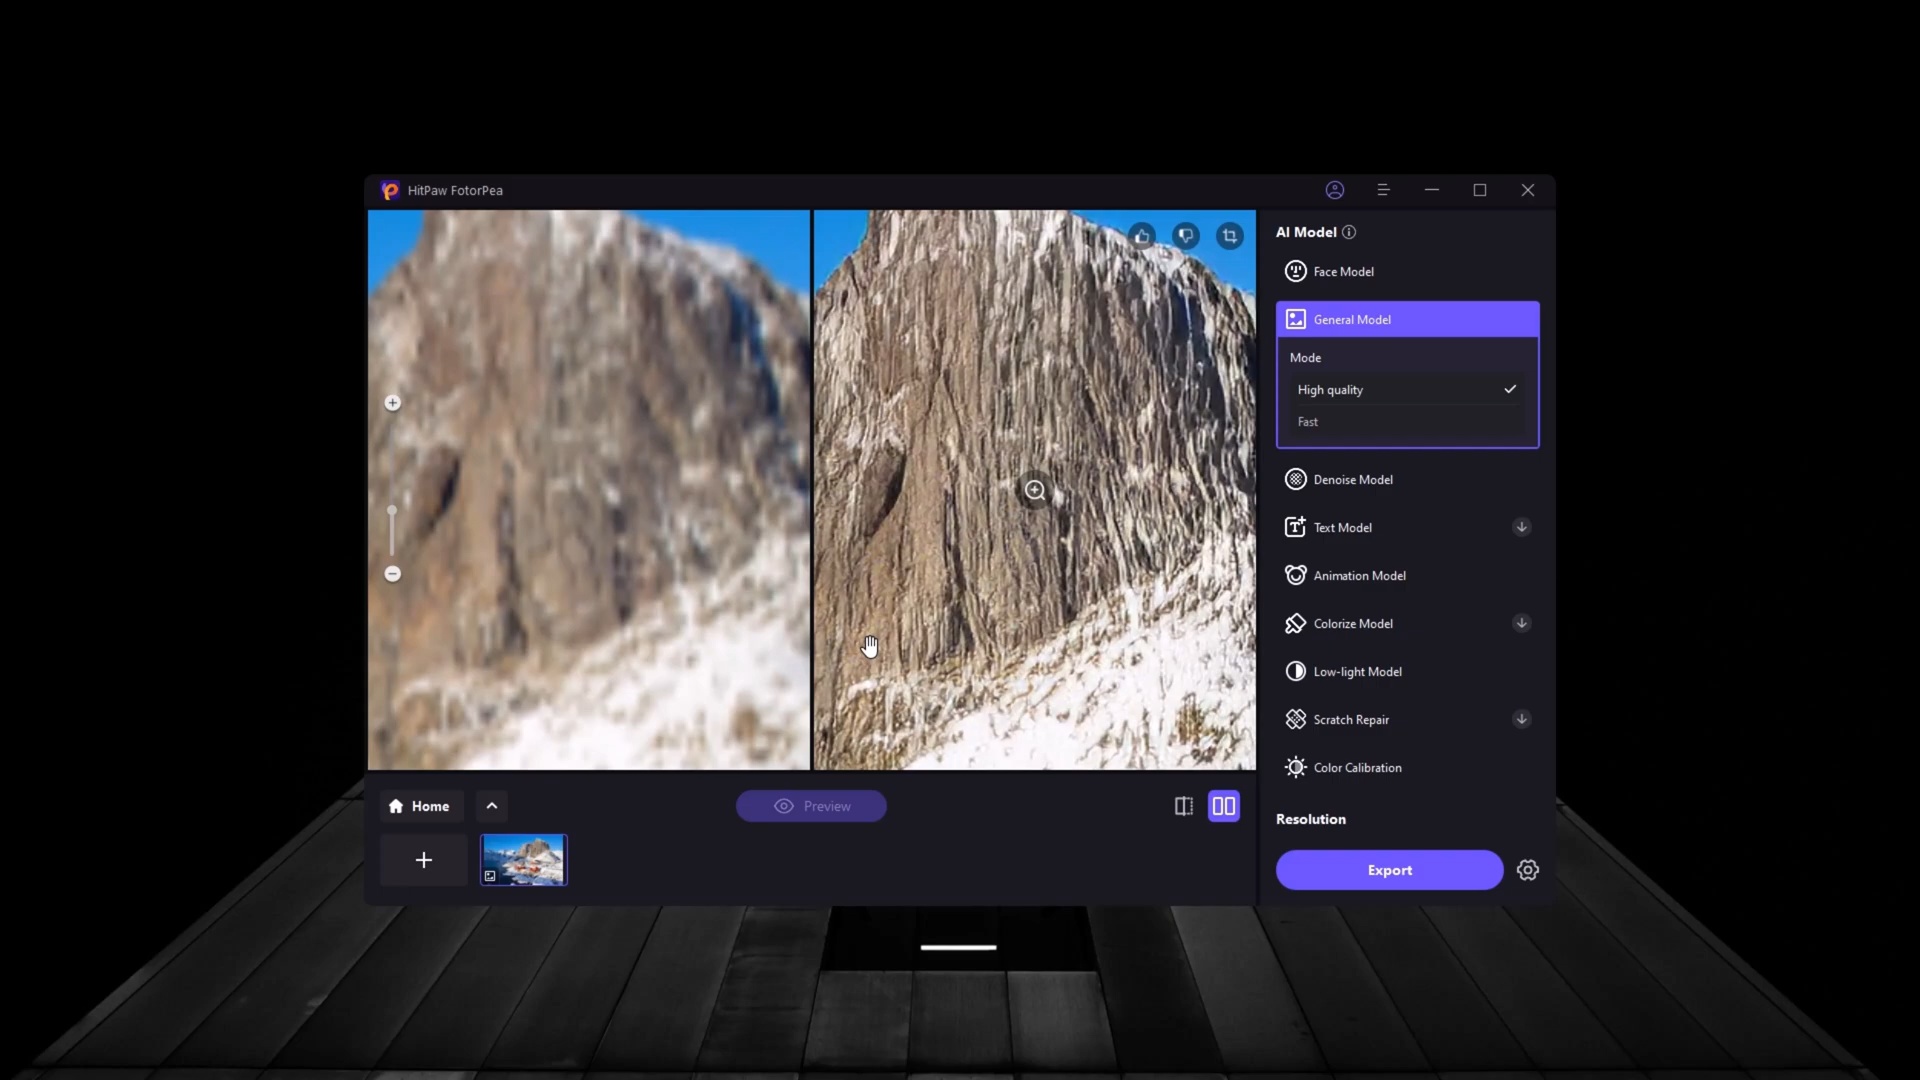 HitPaw FotorPea
AI Model
Face Model
General Model
Mode
High quality
Fast
Denoise Model
Text Model
Animation Model
Colorize Model
Low-light Model
Scratch Repair
Color Calibration
Resolution
Export
Home
Preview